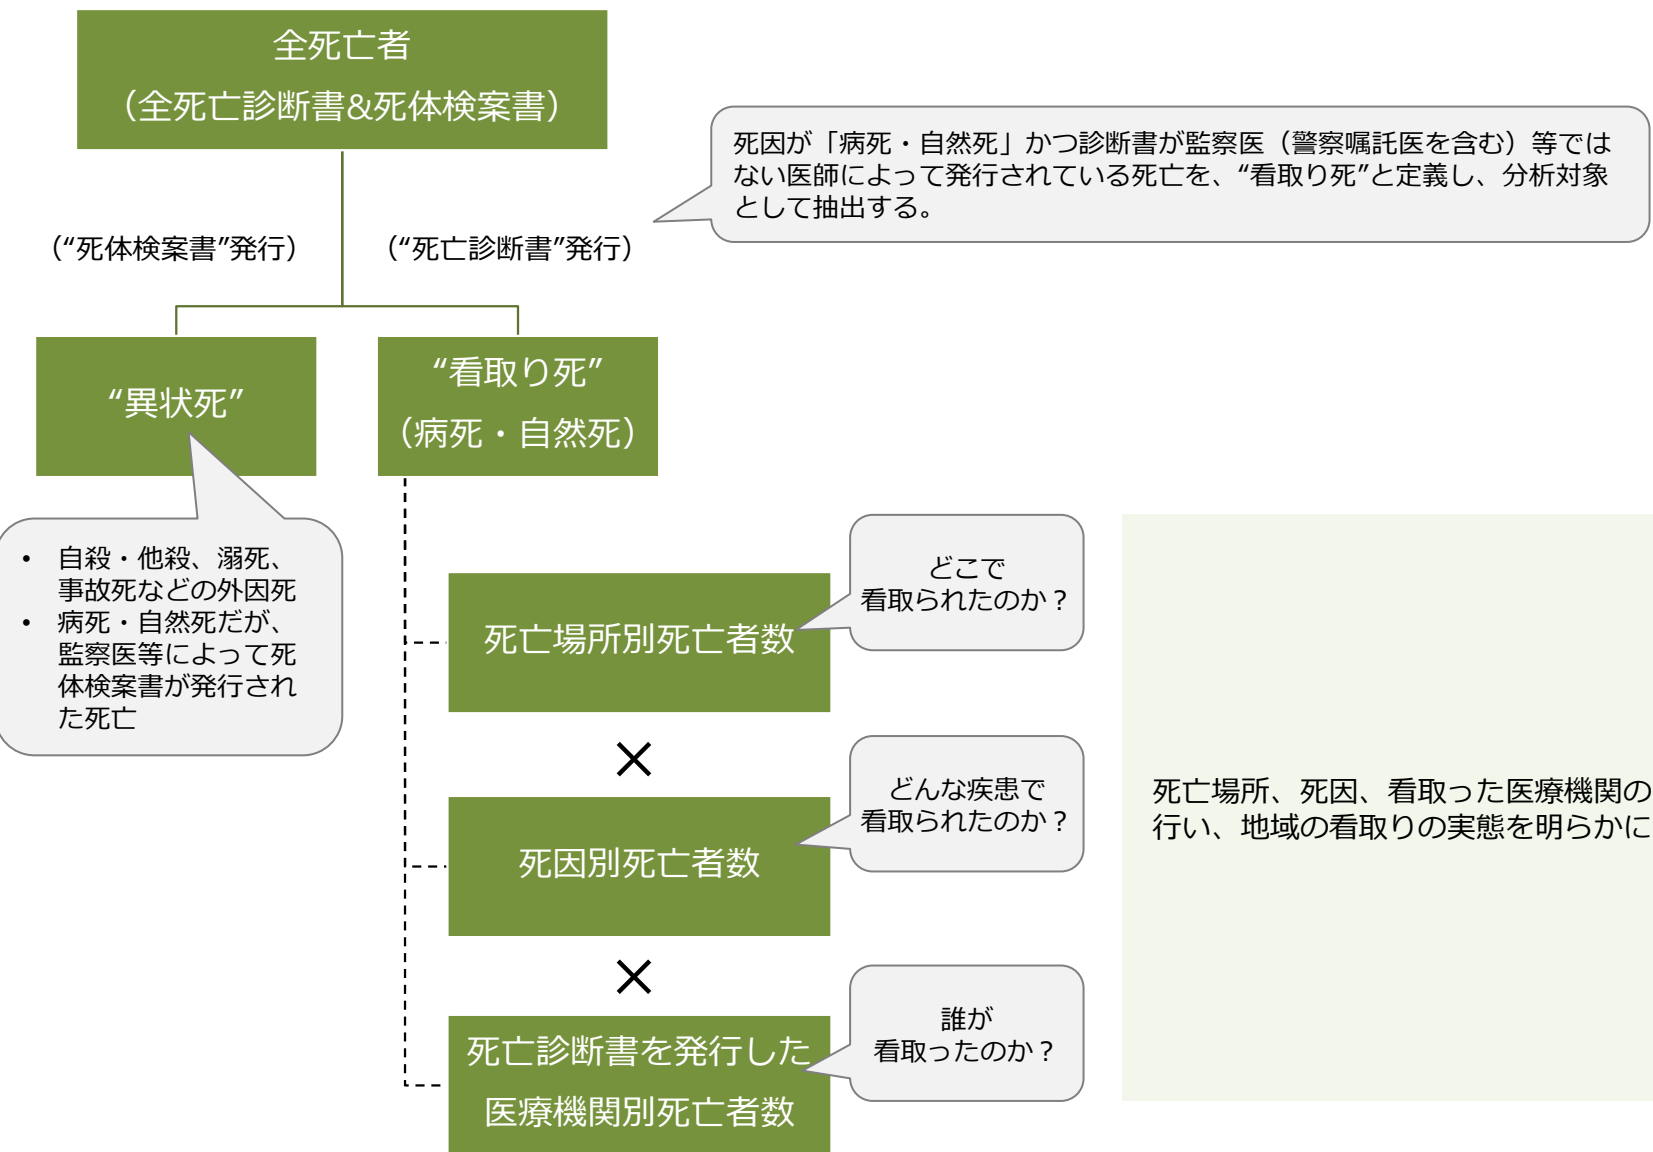 全死亡者
（全死亡診断書&死体検案書）
死因が「病死・自然死」かつ診断書が監察医（警察嘱託医を含む）等では
ない医師によって発行されている死亡を、“看取り死”と定義し、分析対象
として抽出する。
（“死体検案書”発行）
（“死亡診断書”発行）
“異状死”
“看取り死”
（病死・自然死）
• 自殺・他殺、溺死、
事故死などの外因死
• 病死・自然死だが、
監察医等によって死
体検案書が発行され
た死亡
死亡場所別死亡者数
どこで
看取られたのか？
×
死因別死亡者数
どんな疾患で
看取られたのか？
×
死亡診断書を発行した
医療機関別死亡者数
誰が
看取ったのか？
死亡場所、死因、看取った医療機関の
行い、地域の看取りの実態を明らかに